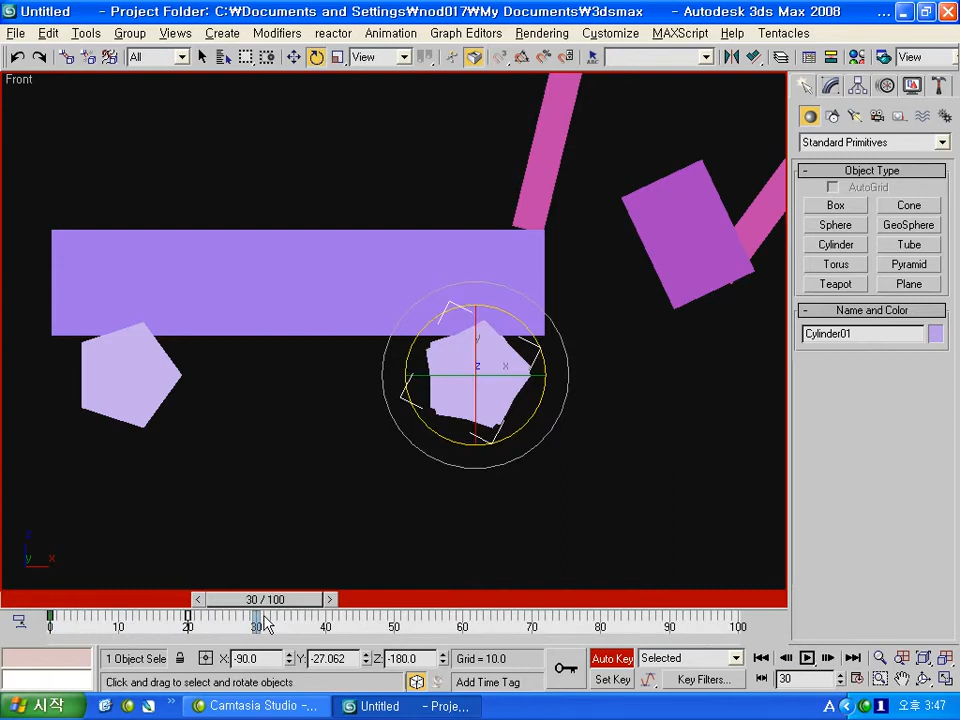 Untitled - Project Folder: C:₩Documents and Settings₩nod017₩My Documents₩3dsmax - Autodesk 3ds Max 2008 ...
File Edit Tools Group Views Create Modifiers reactor Animation Graph Editors Rendering Customize MAXScript Help Tentacles
All View View
Front
Standard Primitives
- Object Type
AutoGrid
Box Cone
Sphere GeoSphere
Cylinder Tube
Torus Pyramid
Teapot Plane
- Name and Color
Cylinder01
y
z x
z
y x
< 30 / 100 >
0 10 20 30 40 50 60 70 80 90 100
1 Object Sele X: -90.0 Y: -27.062 Z: -180.0 Grid = 10.0 Auto Key Selected
Click and drag to select and rotate objects Add Time Tag Set Key Key Filters... 30
시작 Camtasia Studio -... Untitled - Proje... A 오후 3:47